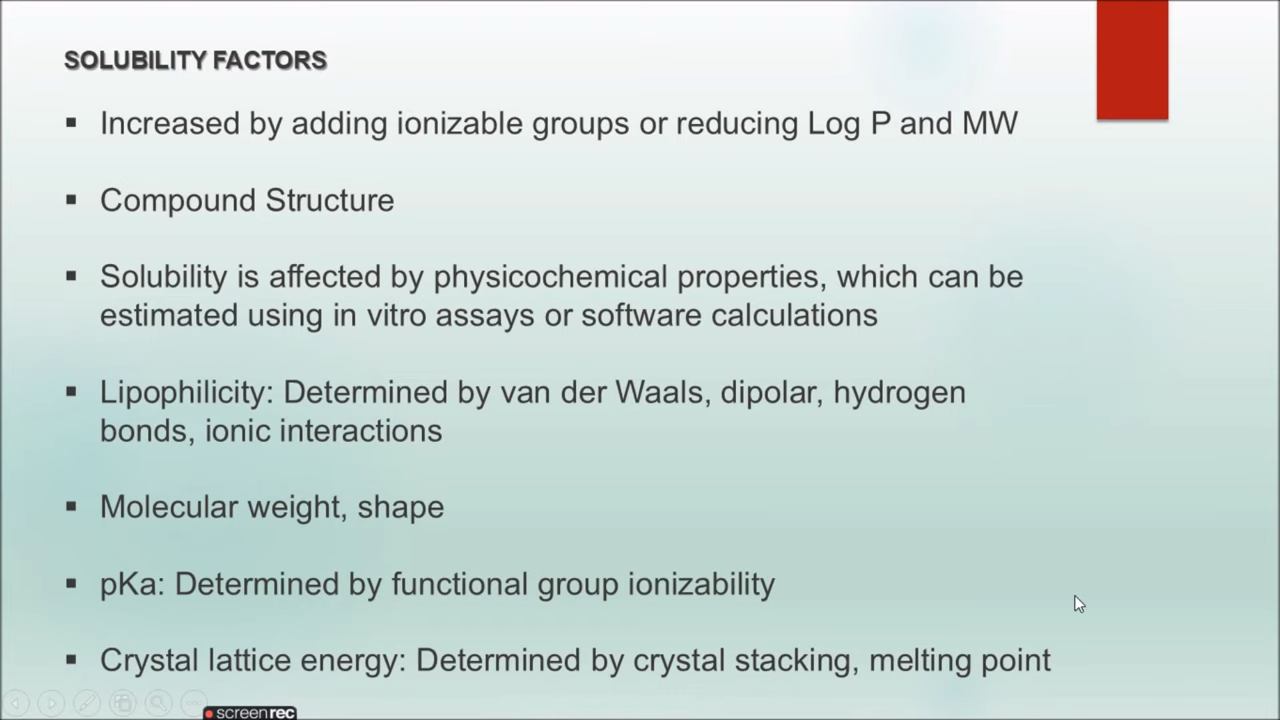 SOLUBILITY FACTORS
▪ Increased by adding ionizable groups or reducing Log P and MW
▪ Compound Structure
▪ Solubility is affected by physicochemical properties, which can be
estimated using in vitro assays or software calculations
▪ Lipophilicity: Determined by van der Waals, dipolar, hydrogen
bonds, ionic interactions
▪ Molecular weight, shape
▪ pKa: Determined by functional group ionizability
▪ Crystal lattice energy: Determined by crystal stacking, melting point
screenrec